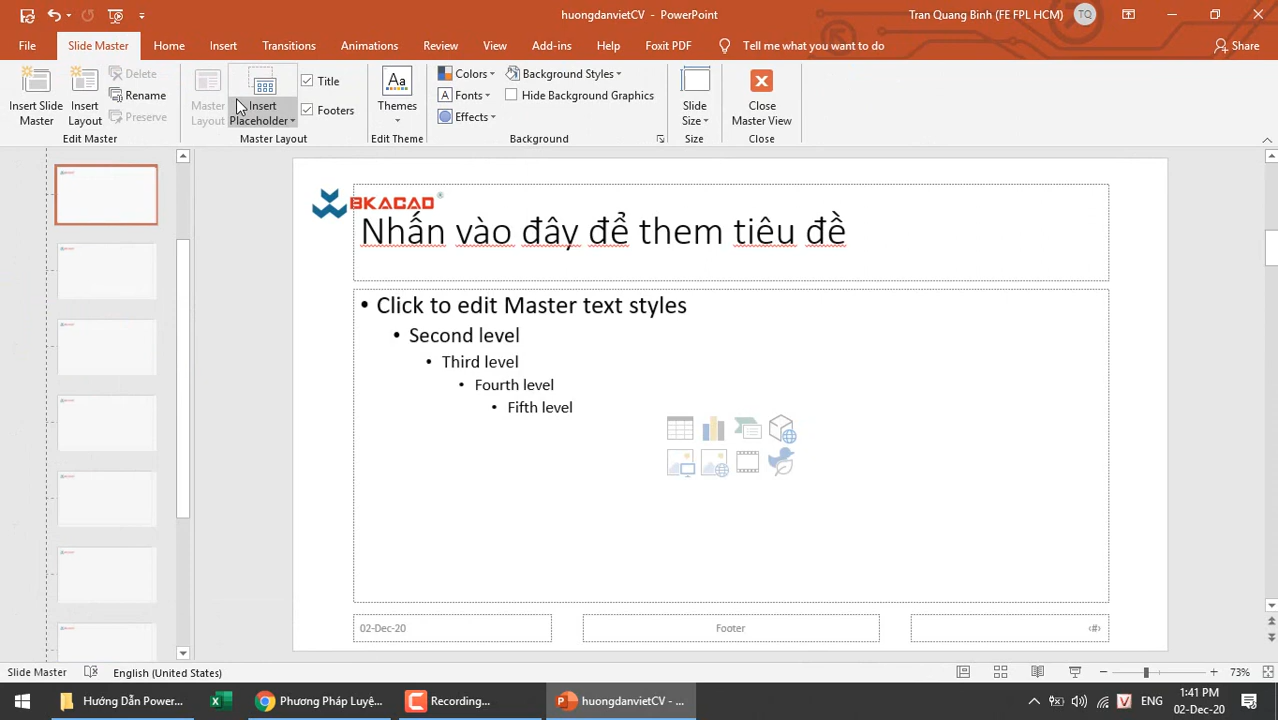 huongdanvietCV - PowerPoint
Tran Quang Binh (FE FPL HCM)
TQ
File Slide Master Home Insert Transitions Animations Review View Add-ins Help Foxit PDF Tell me what you want to do Share
Insert Slide Master
Insert Layout
Delete
Rename
Preserve
Edit Master
Master Layout
Insert Placeholder
Title
Footers
Master Layout
Aa
Themes
Edit Theme
Colors
Fonts
Effects
Background Styles
Hide Background Graphics
Background
Slide Size
Size
Close Master View
Close
BKACAD®
Nhấn vào đây để them tiêu đề
• Click to edit Master text styles
• Second level
• Third level
• Fourth level
• Fifth level
02-Dec-20
Footer
‹#›
Slide Master English (United States) 73%
Hướng Dẫn Power...
Phương Pháp Luyệ...
Recording...
huongdanvietCV - ...
V ENG
1:41 PM
02-Dec-20